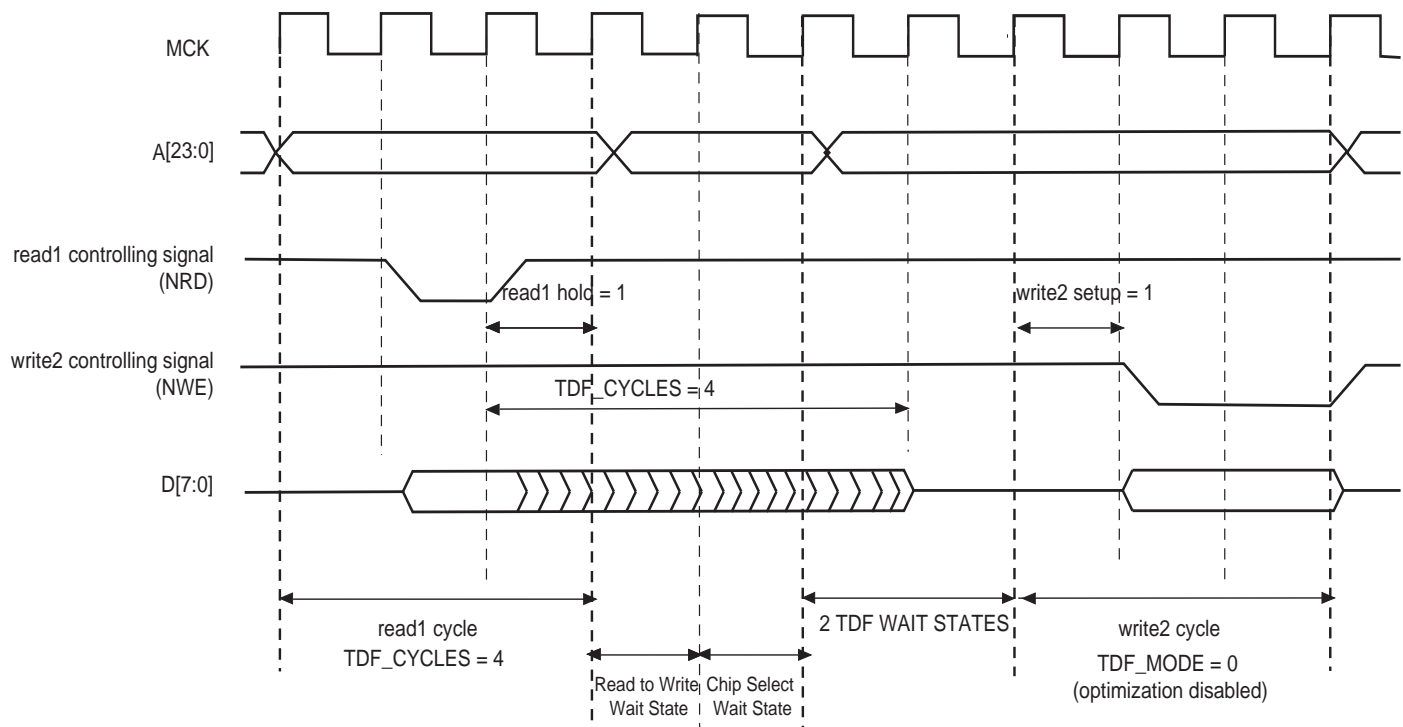 MCK
A[23:0]
read1 controlling signal
(NRD)
read1 hold = 1
write2 setup = 1
write2 controlling signal
(NWE)
TDF_CYCLES = 4
D[7:0]
read1 cycle
TDF_CYCLES = 4
Read to Write
Wait State
Chip Select
Wait State
2 TDF WAIT STATES
write2 cycle
TDF_MODE = 0
(optimization disabled)